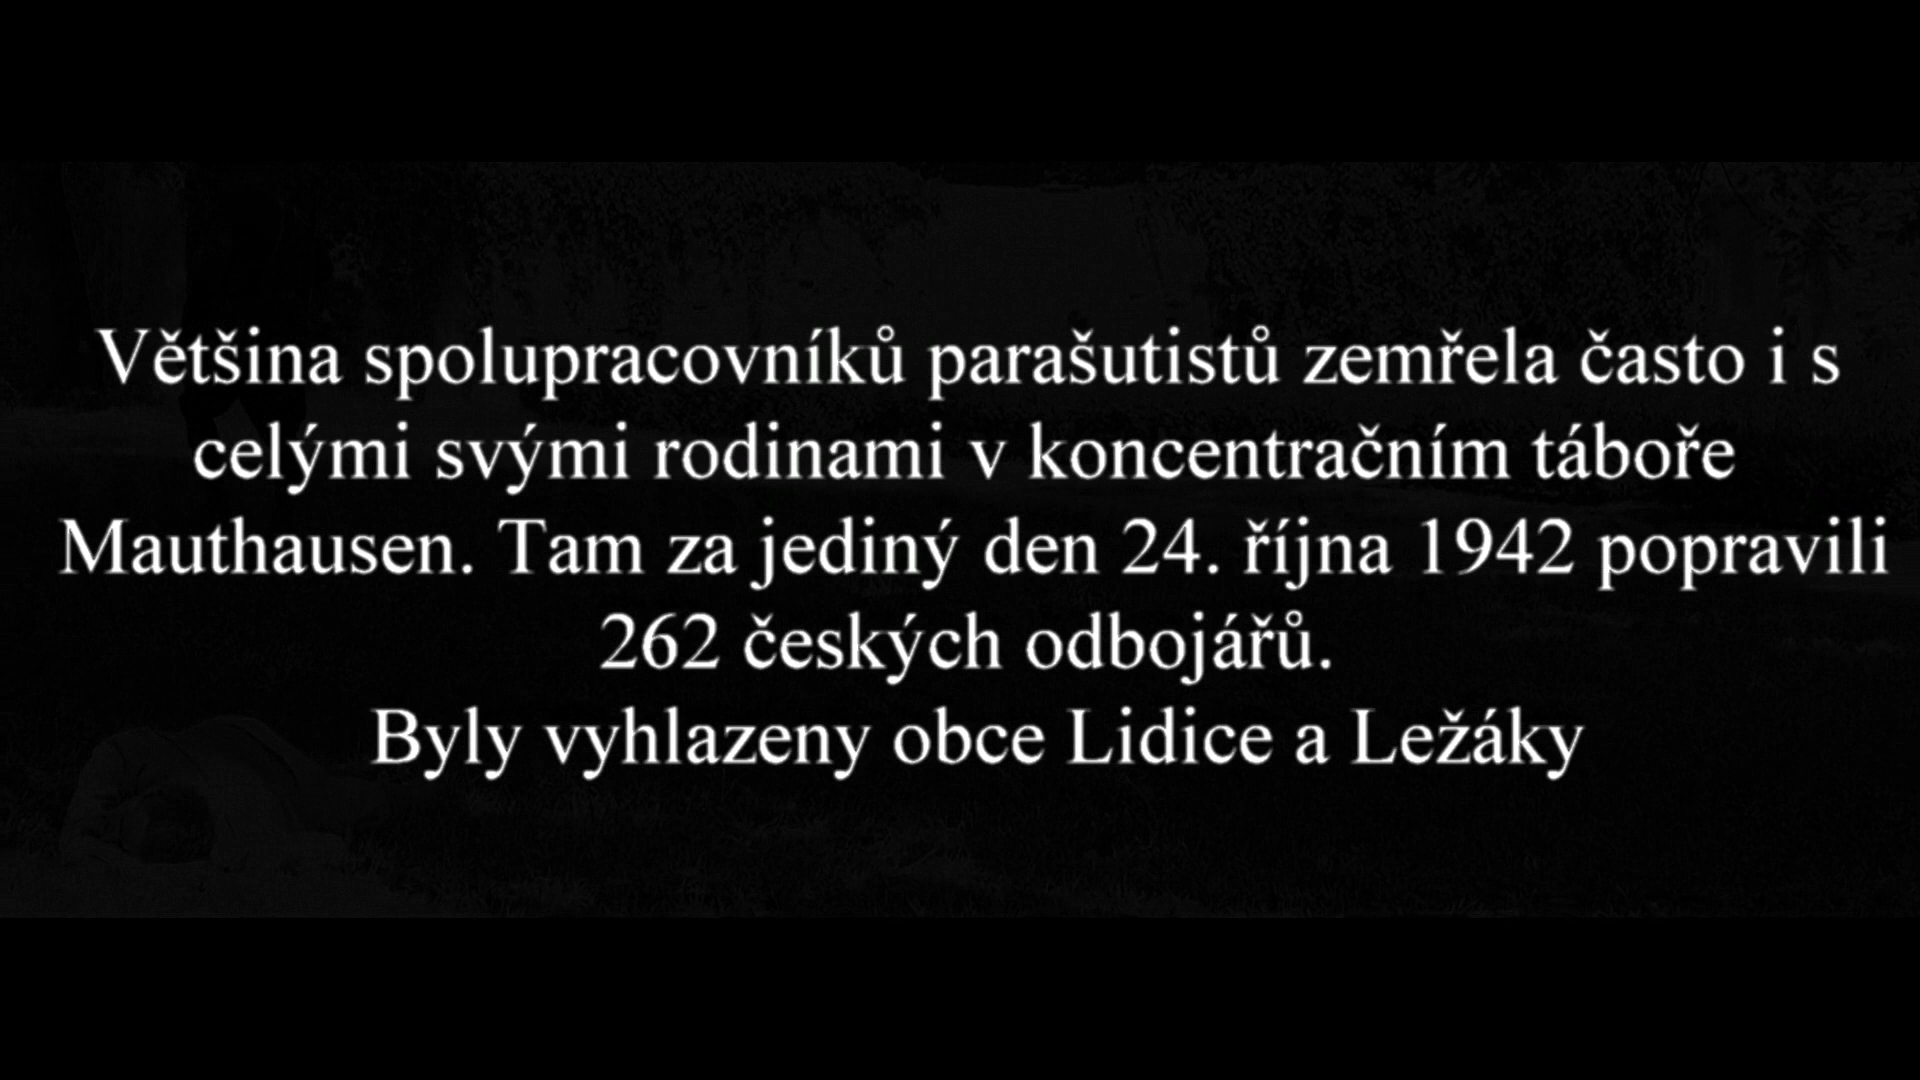 Většina spolupracovníků parašutistů zemřela často i s
celými svými rodinami v koncentračním táboře
Mauthausen. Tam za jediný den 24. října 1942 popravili
262 českých odbojářů.
Byly vyhlazeny obce Lidice a Ležáky